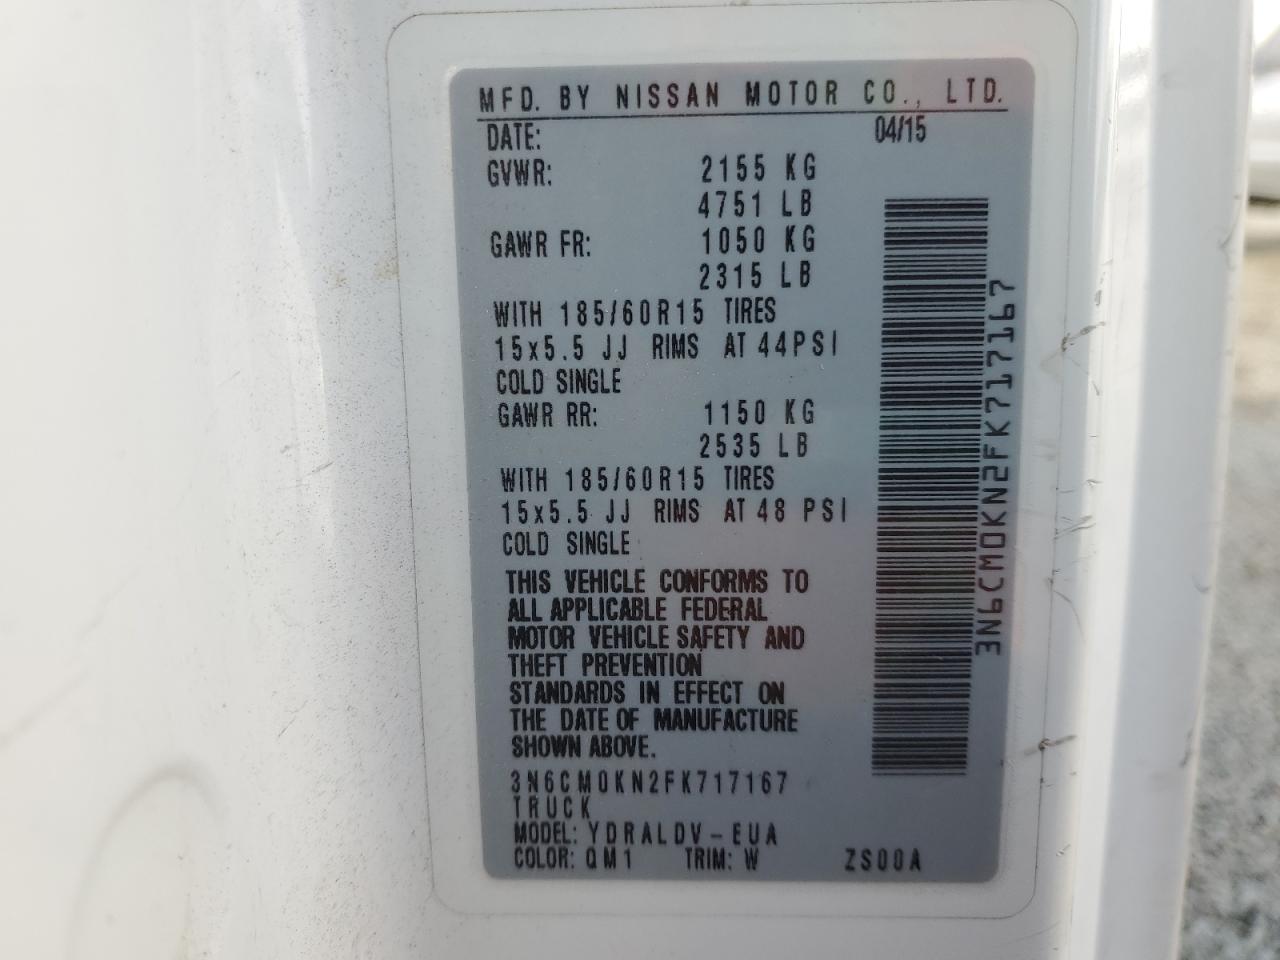 MFD. BY NISSAN MOTOR CO., LTD.
DATE: 04/15
GVWR: 2155 KG
4751 LB
GAWR FR: 1050 KG
2315 LB
WITH 185/60R15 TIRES
15x5.5 JJ RIMS AT 44PSI
COLD SINGLE
GAWR RR: 1150 KG
2535 LB
WITH 185/60R15 TIRES
15x5.5 JJ RIMS AT 48 PSI
COLD SINGLE
THIS VEHICLE CONFORMS TO
ALL APPLICABLE FEDERAL
MOTOR VEHICLE SAFETY AND
THEFT PREVENTION
STANDARDS IN EFFECT ON
THE DATE OF MANUFACTURE
SHOWN ABOVE.
3N6CM0KN2FK717167
TRUCK
MODEL: YDRALDV-EUA
COLOR: QM1 TRIM: W ZS00A
3N6CM0KN2FK717167